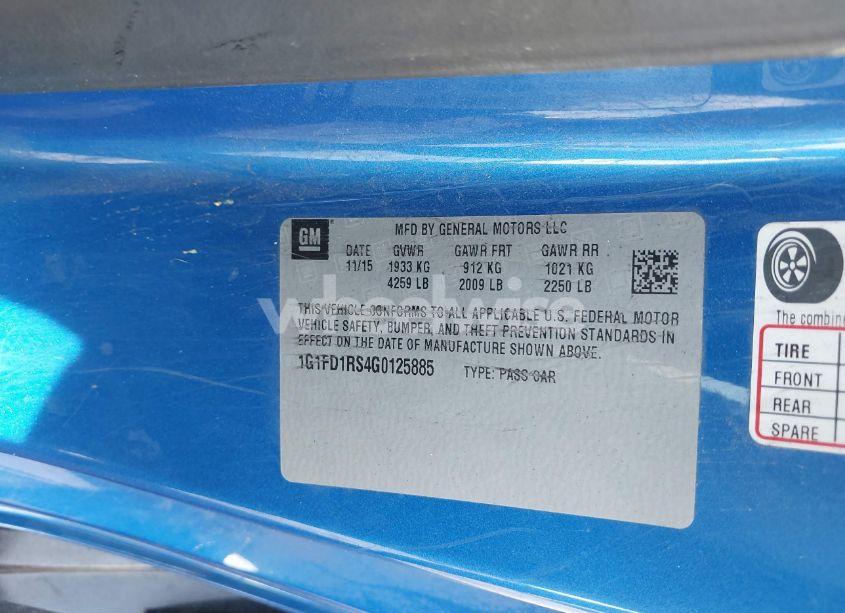 GM
MFD BY GENERAL MOTORS LLC
DATE GVWR GAWR FRT GAWR RR
11/15 1933 KG 912 KG 1021 KG
4259 LB 2009 LB 2250 LB
THIS VEHICLE CONFORMS TO ALL APPLICABLE U.S. FEDERAL MOTOR
VEHICLE SAFETY, BUMPER, AND THEFT PREVENTION STANDARDS IN
EFFECT ON THE DATE OF MANUFACTURE SHOWN ABOVE.
1G1FD1RS4G0125885 TYPE: PASS CAR
The combine
TIRE
FRONT
REAR
SPARE